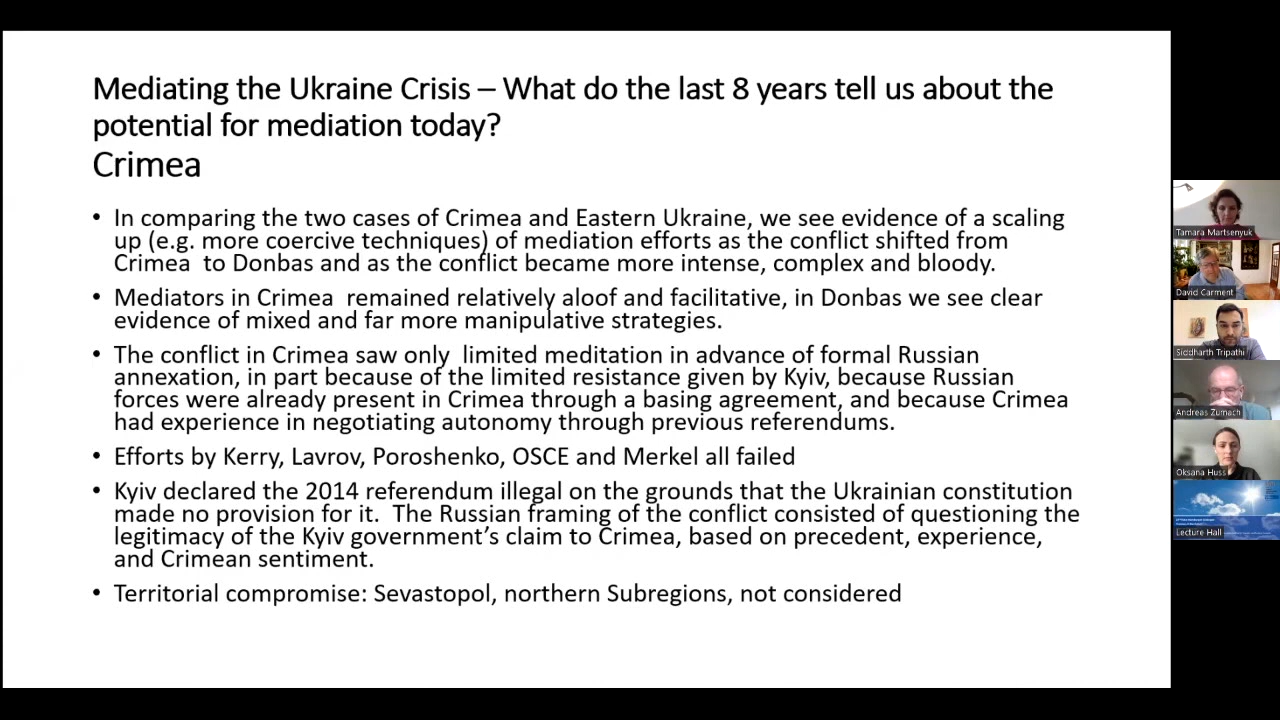 Mediating the Ukraine Crisis – What do the last 8 years tell us about the
potential for mediation today?
Crimea
• In comparing the two cases of Crimea and Eastern Ukraine, we see evidence of a scaling
up (e.g. more coercive techniques) of mediation efforts as the conflict shifted from
Crimea to Donbas and as the conflict became more intense, complex and bloody.
• Mediators in Crimea remained relatively aloof and facilitative, in Donbas we see clear
evidence of mixed and far more manipulative strategies.
• The conflict in Crimea saw only limited meditation in advance of formal Russian
annexation, in part because of the limited resistance given by Kyiv, because Russian
forces were already present in Crimea through a basing agreement, and because Crimea
had experience in negotiating autonomy through previous referendums.
• Efforts by Kerry, Lavrov, Poroshenko, OSCE and Merkel all failed
• Kyiv declared the 2014 referendum illegal on the grounds that the Ukrainian constitution
made no provision for it. The Russian framing of the conflict consisted of questioning the
legitimacy of the Kyiv government’s claim to Crimea, based on precedent, experience,
and Crimean sentiment.
• Territorial compromise: Sevastopol, northern Subregions, not considered
Tamara Martsenyuk
David Carment
Siddharth Tripathi
Andreas Zumach
Oksana Huss
Lecture Hall